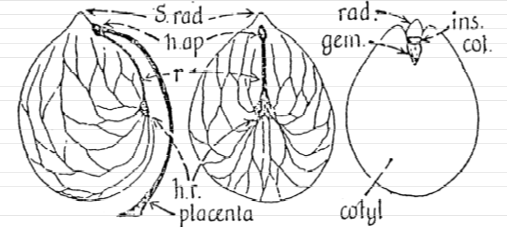 s. rad
h.ap
r
h.r.
placenta
rad.
gem.
ins.
cot.
cotyl